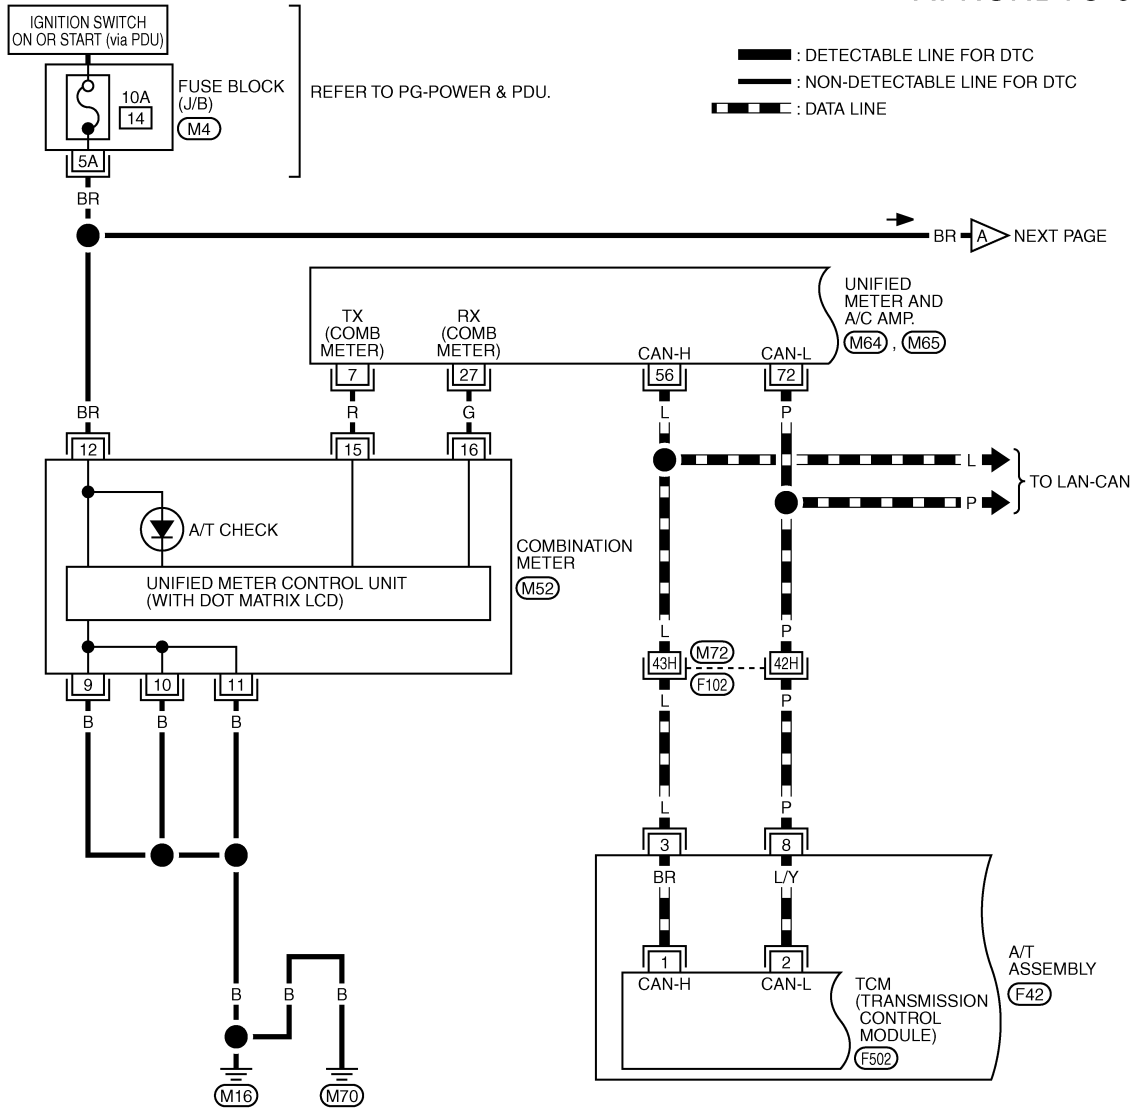 IGNITION SWITCH
ON OR START (via PDU)
10A
14
FUSE BLOCK
(J/B)
M4
REFER TO PG-POWER & PDU.
: DETECTABLE LINE FOR DTC
: NON-DETECTABLE LINE FOR DTC
: DATA LINE
5A
BR
BR
A
NEXT PAGE
UNIFIED
METER AND
A/C AMP.
M64 , M65
TX
(COMB
METER)
RX
(COMB
METER)
CAN-H
CAN-L
7
27
56
72
BR
R
G
L
P
12
15
16
L
P
TO LAN-CAN
A/T CHECK
COMBINATION
METER
M52
UNIFIED METER CONTROL UNIT
(WITH DOT MATRIX LCD)
L
P
43H
M72
F102
42H
9
10
11
B
B
B
L
P
L
P
3
8
BR
L/Y
1
2
CAN-H
CAN-L
TCM
(TRANSMISSION
CONTROL
MODULE)
F502
A/T
ASSEMBLY
F42
B
B
B
M16
M70